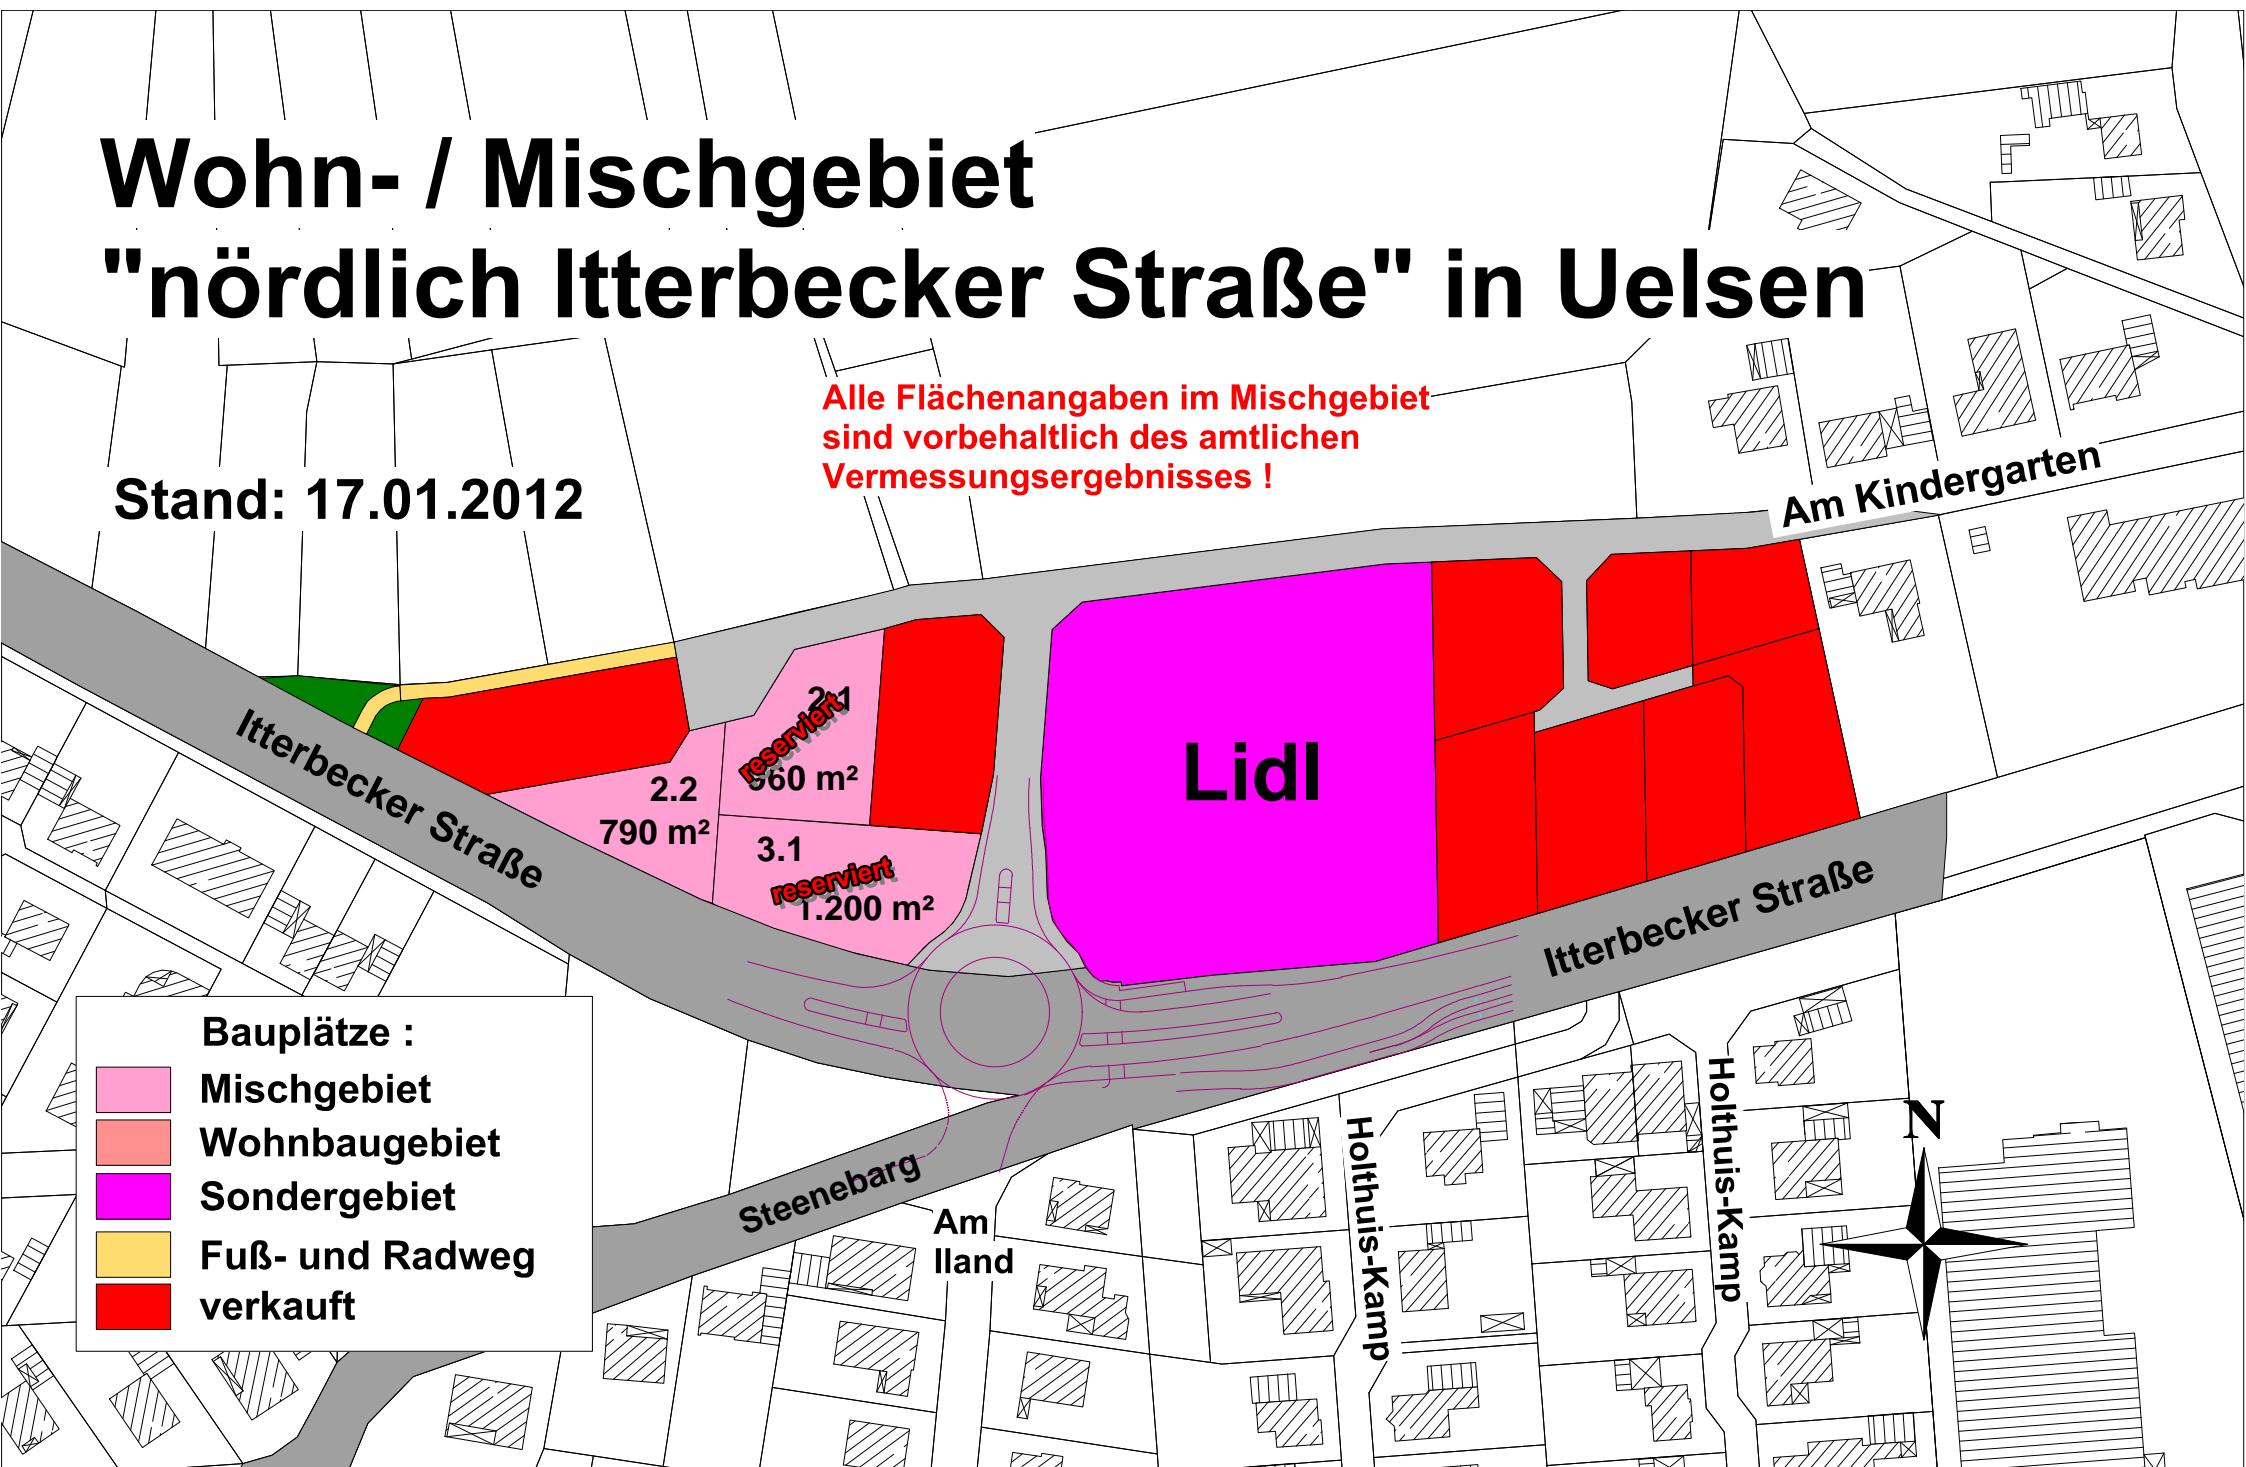 Wohn- / Mischgebiet
"nördlich Itterbecker Straße" in Uelsen
Alle Flächenangaben im Mischgebiet
sind vorbehaltlich des amtlichen
Vermessungsergebnisses !
Stand: 17.01.2012
Am Kindergarten
2.1
reserviert
960 m²
2.2
790 m²
3.1
reserviert
1.200 m²
Lidl
Itterbecker Straße
Itterbecker Straße
Steenebarg
Am
Iland
Holthuis-Kamp
Holthuis-Kamp
N
Bauplätze :
Mischgebiet
Wohnbaugebiet
Sondergebiet
Fuß- und Radweg
verkauft